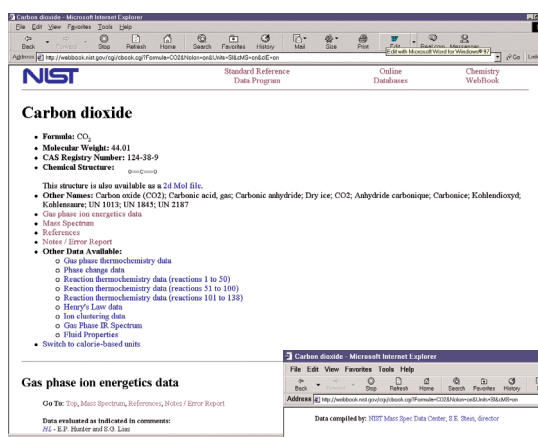 Carbon dioxide - Microsoft Internet Explorer
File Edit View Favorites Tools Help
Back Forward Stop Refresh Home Search Favorites History Mail Size Print Edit Real.com Messenger
Edit with Microsoft Word for Windows® 97
Address http://webbook.nist.gov/cgi/cbook.cgi?Formula=CO2&NoIon=on&Units=SI&cMS=on&cIE=on Go
NIST
Standard Reference Online Chemistry
Data Program Databases WebBook
Carbon dioxide
• Formula: CO2
• Molecular Weight: 44.01
• CAS Registry Number: 124-38-9
• Chemical Structure: O=C=O
This structure is also available as a 2d Mol file.
• Other Names: Carbon oxide (CO2); Carbonic acid, gas; Carbonic anhydride; Dry ice; CO2; Anhydride carbonique; Carbonice; Kohlendioxyd;
Kohlensaure; UN 1013; UN 1845; UN 2187
• Gas phase ion energetics data
• Mass Spectrum
• References
• Notes / Error Report
• Other Data Available:
o Gas phase thermochemistry data
o Phase change data
o Reaction thermochemistry data (reactions 1 to 50)
o Reaction thermochemistry data (reactions 51 to 100)
o Reaction thermochemistry data (reactions 101 to 138)
o Henry's Law data
o Ion clustering data
o Gas Phase IR Spectrum
o Fluid Properties
• Switch to calorie-based units
Gas phase ion energetics data
Go To: Top, Mass Spectrum, References, Notes / Error Report
Data evaluated as indicated in comments:
HL - E.P. Hunter and S.G. Lias
Carbon dioxide - Microsoft Internet Explorer
File Edit View Favorites Tools Help
Back Forward Stop Refresh Home Search Favorites History
Address http://webbook.nist.gov/cgi/cbook.cgi?Formula=CO2&NoIon=on&Units=SI&cMS=on
Data compiled by: NIST Mass Spec Data Center, S.E. Stein, director